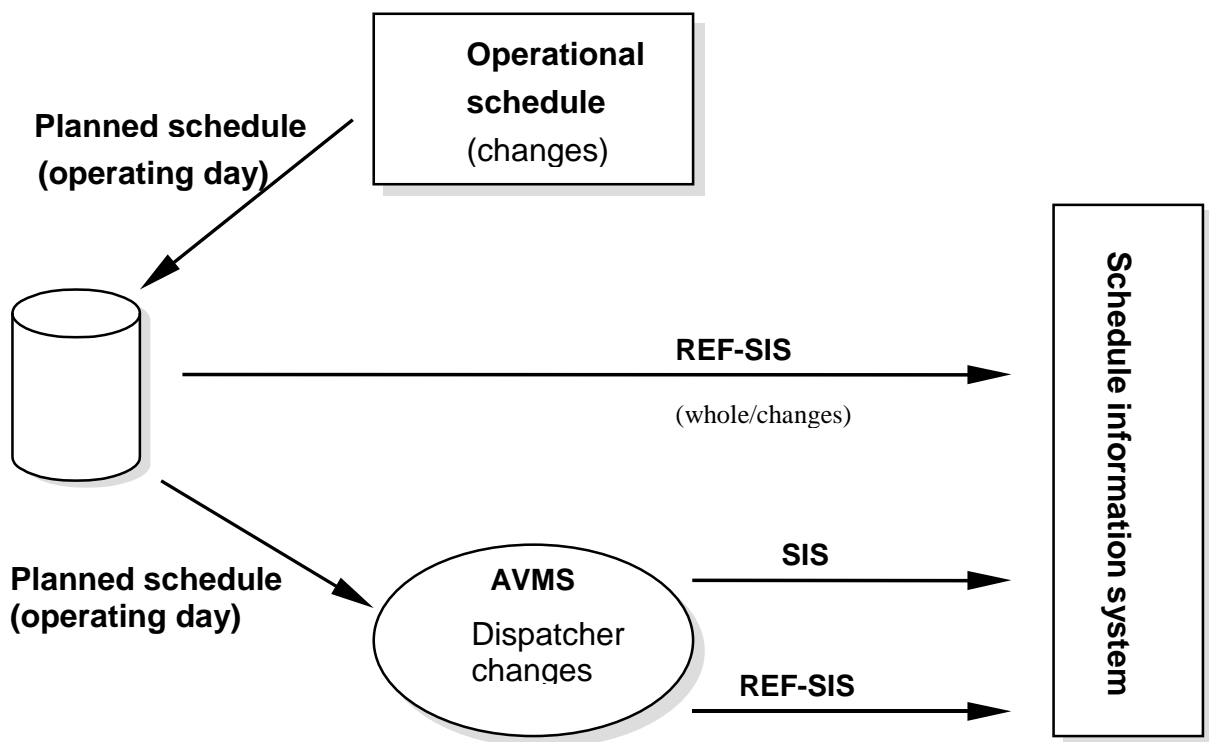 Operational
schedule
(changes)
Planned schedule
(operating day)
REF-SIS
(whole/changes)
Schedule information system
Planned schedule
(operating day)
AVMS
Dispatcher
changes
SIS
REF-SIS